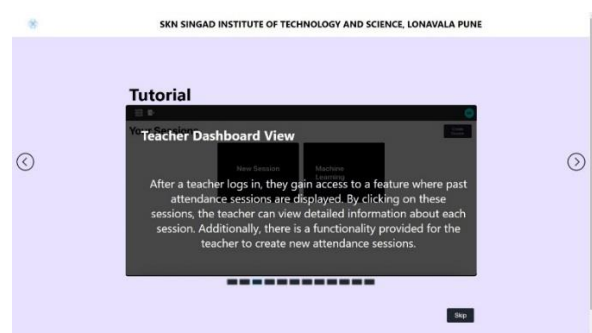 SKN SINGAD INSTITUTE OF TECHNOLOGY AND SCIENCE, LONAVALA PUNE
Tutorial
Your Sessions
Teacher Dashboard View
New Session
Machine
Learning
After a teacher logs in, they gain access to a feature where past
attendance sessions are displayed. By clicking on these
sessions, the teacher can view detailed information about each
session. Additionally, there is a functionality provided for the
teacher to create new attendance sessions.
Skip